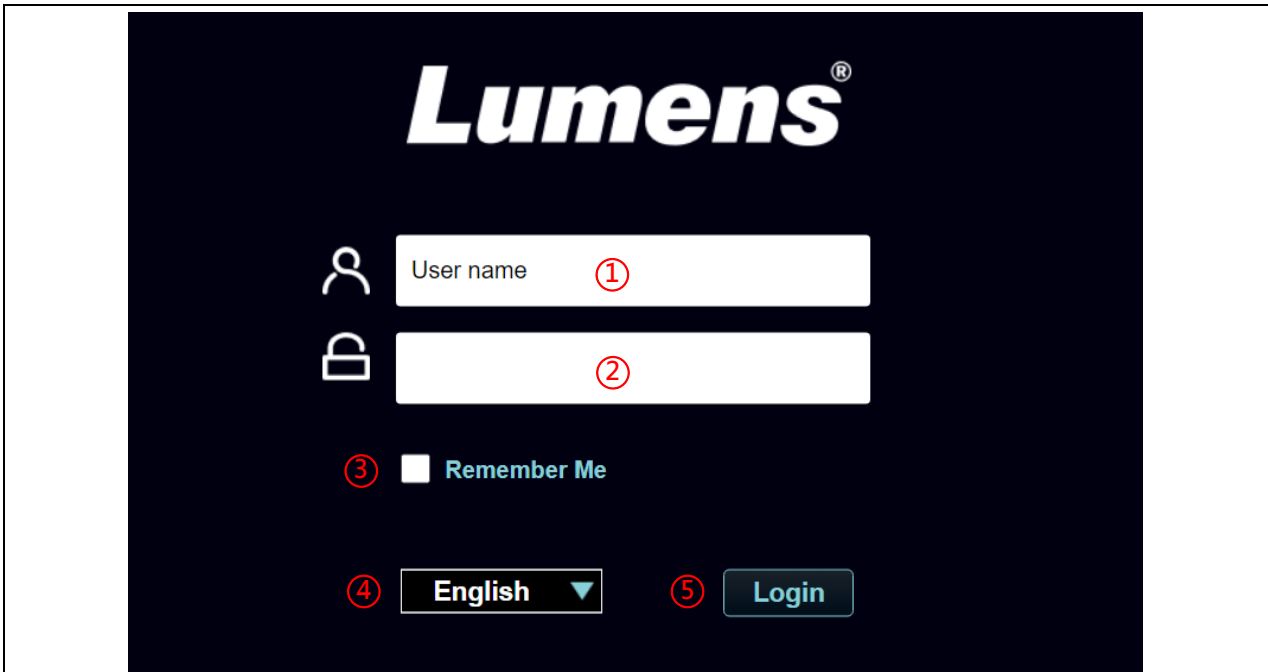 Lumens®
User name ①
②
③ Remember Me
④ English ▼ ⑤ Login